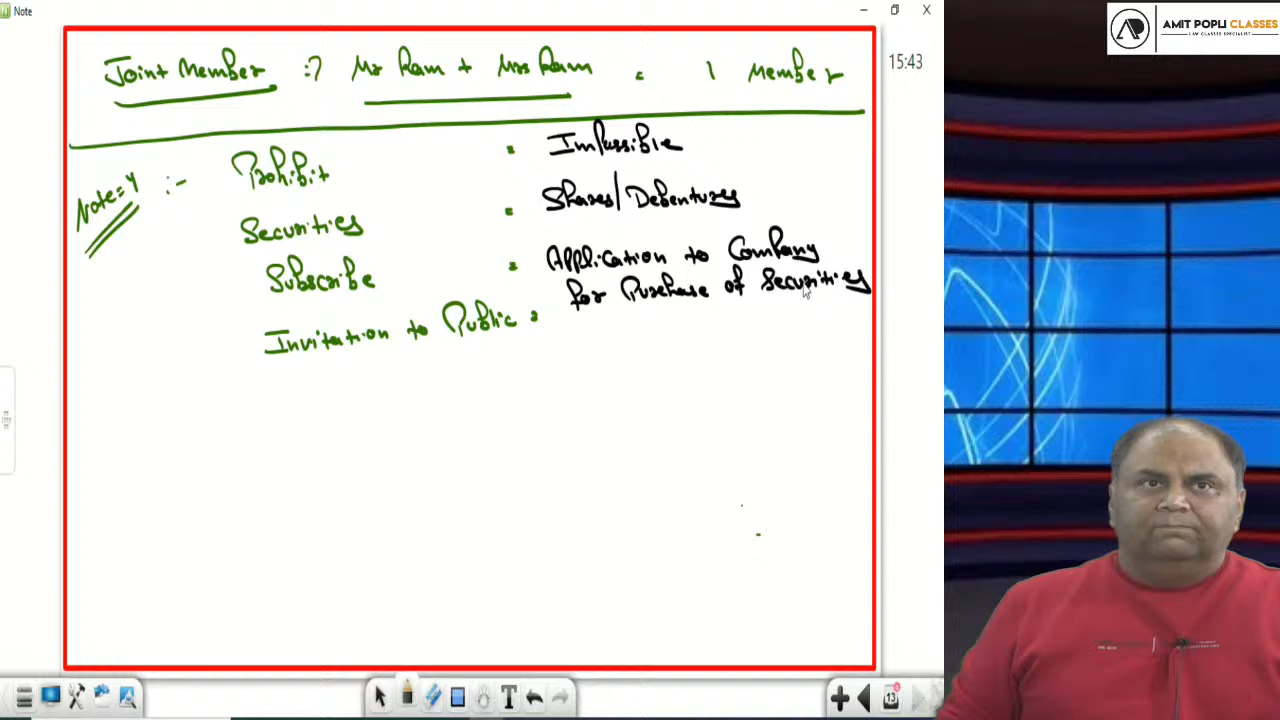 Note
AMIT POPLI CLASSES
LAW CLASSES SPECIALIST
15:43
Joint Member :→ Mr Ram + Mrs Ram = 1 Member
Note=4 :- Prohibit = Impossible
Securities = Shares/Debentures
Subscribe = Application to Company
for Purchase of Securities
Invitation to Public =
13